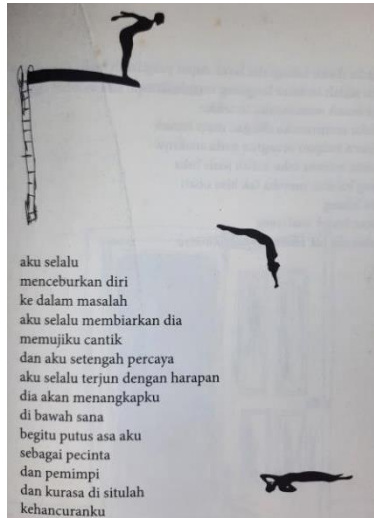 aku selalu
menceburkan diri
ke dalam masalah
aku selalu membiarkan dia
memujiku cantik
dan aku setengah percaya
aku selalu terjun dengan harapan
dia akan menangkapku
di bawah sana
begitu putus asa aku
sebagai pecinta
dan pemimpi
dan kurasa di situlah
kehancuranku